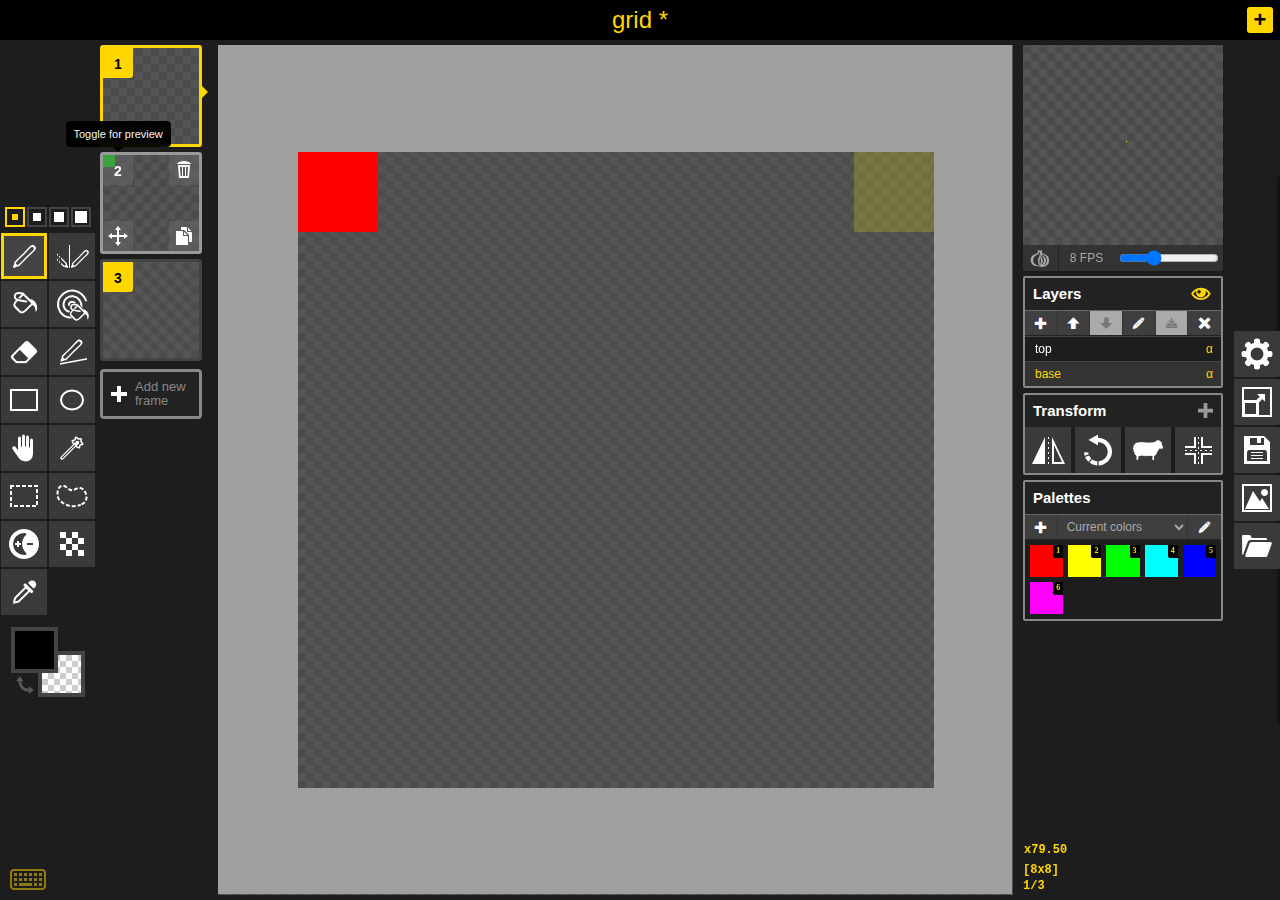 grid *
+
1
Toggle for preview
2
3
Add new
frame
8 FPS
Layers
top α
base α
Transform
Palettes
Current colors
1 2 3 4 5
6
x79.50
[8x8]
1/3